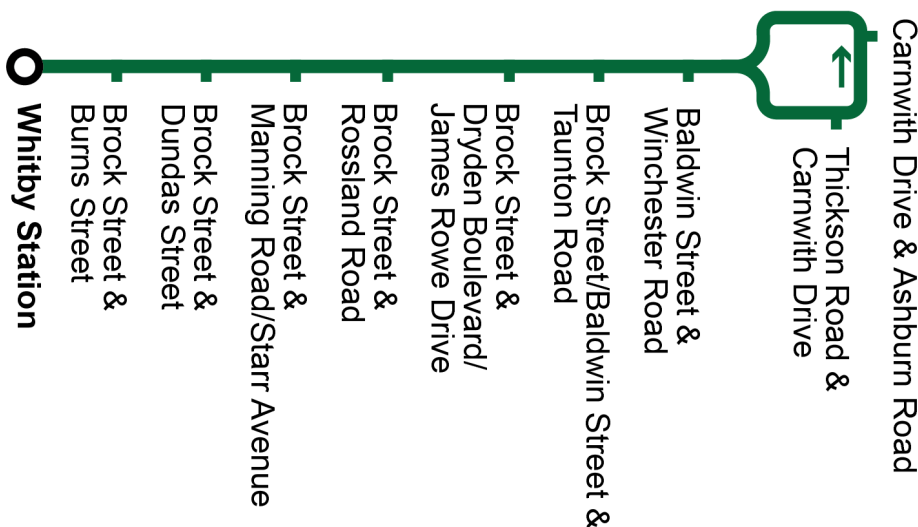 Carnwith Drive & Ashburn Road
Thickson Road &
Carnwith Drive
Baldwin Street &
Winchester Road
Brock Street/Baldwin Street &
Taunton Road
Brock Street &
Dryden Boulevard/
James Rowe Drive
Brock Street &
Rossland Road
Brock Street &
Manning Road/Starr Avenue
Brock Street &
Dundas Street
Brock Street &
Burns Street
Whitby Station